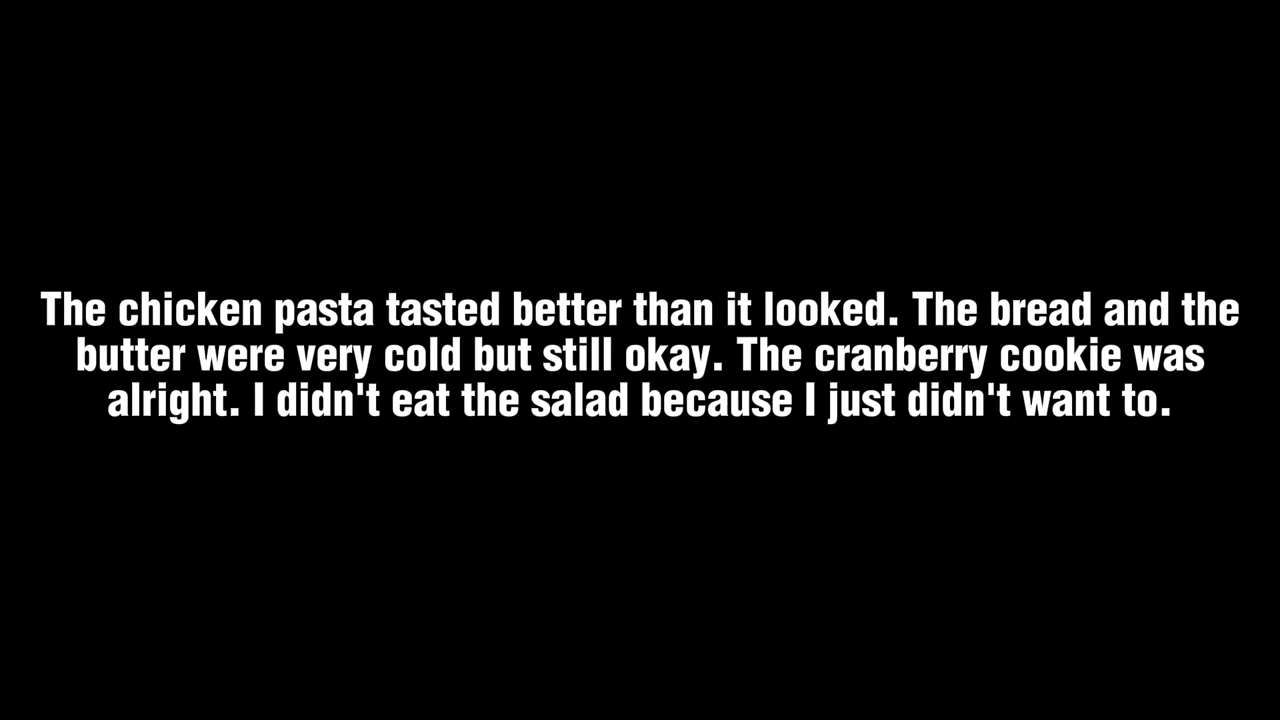 The chicken pasta tasted better than it looked. The bread and the
butter were very cold but still okay. The cranberry cookie was
alright. I didn't eat the salad because I just didn't want to.